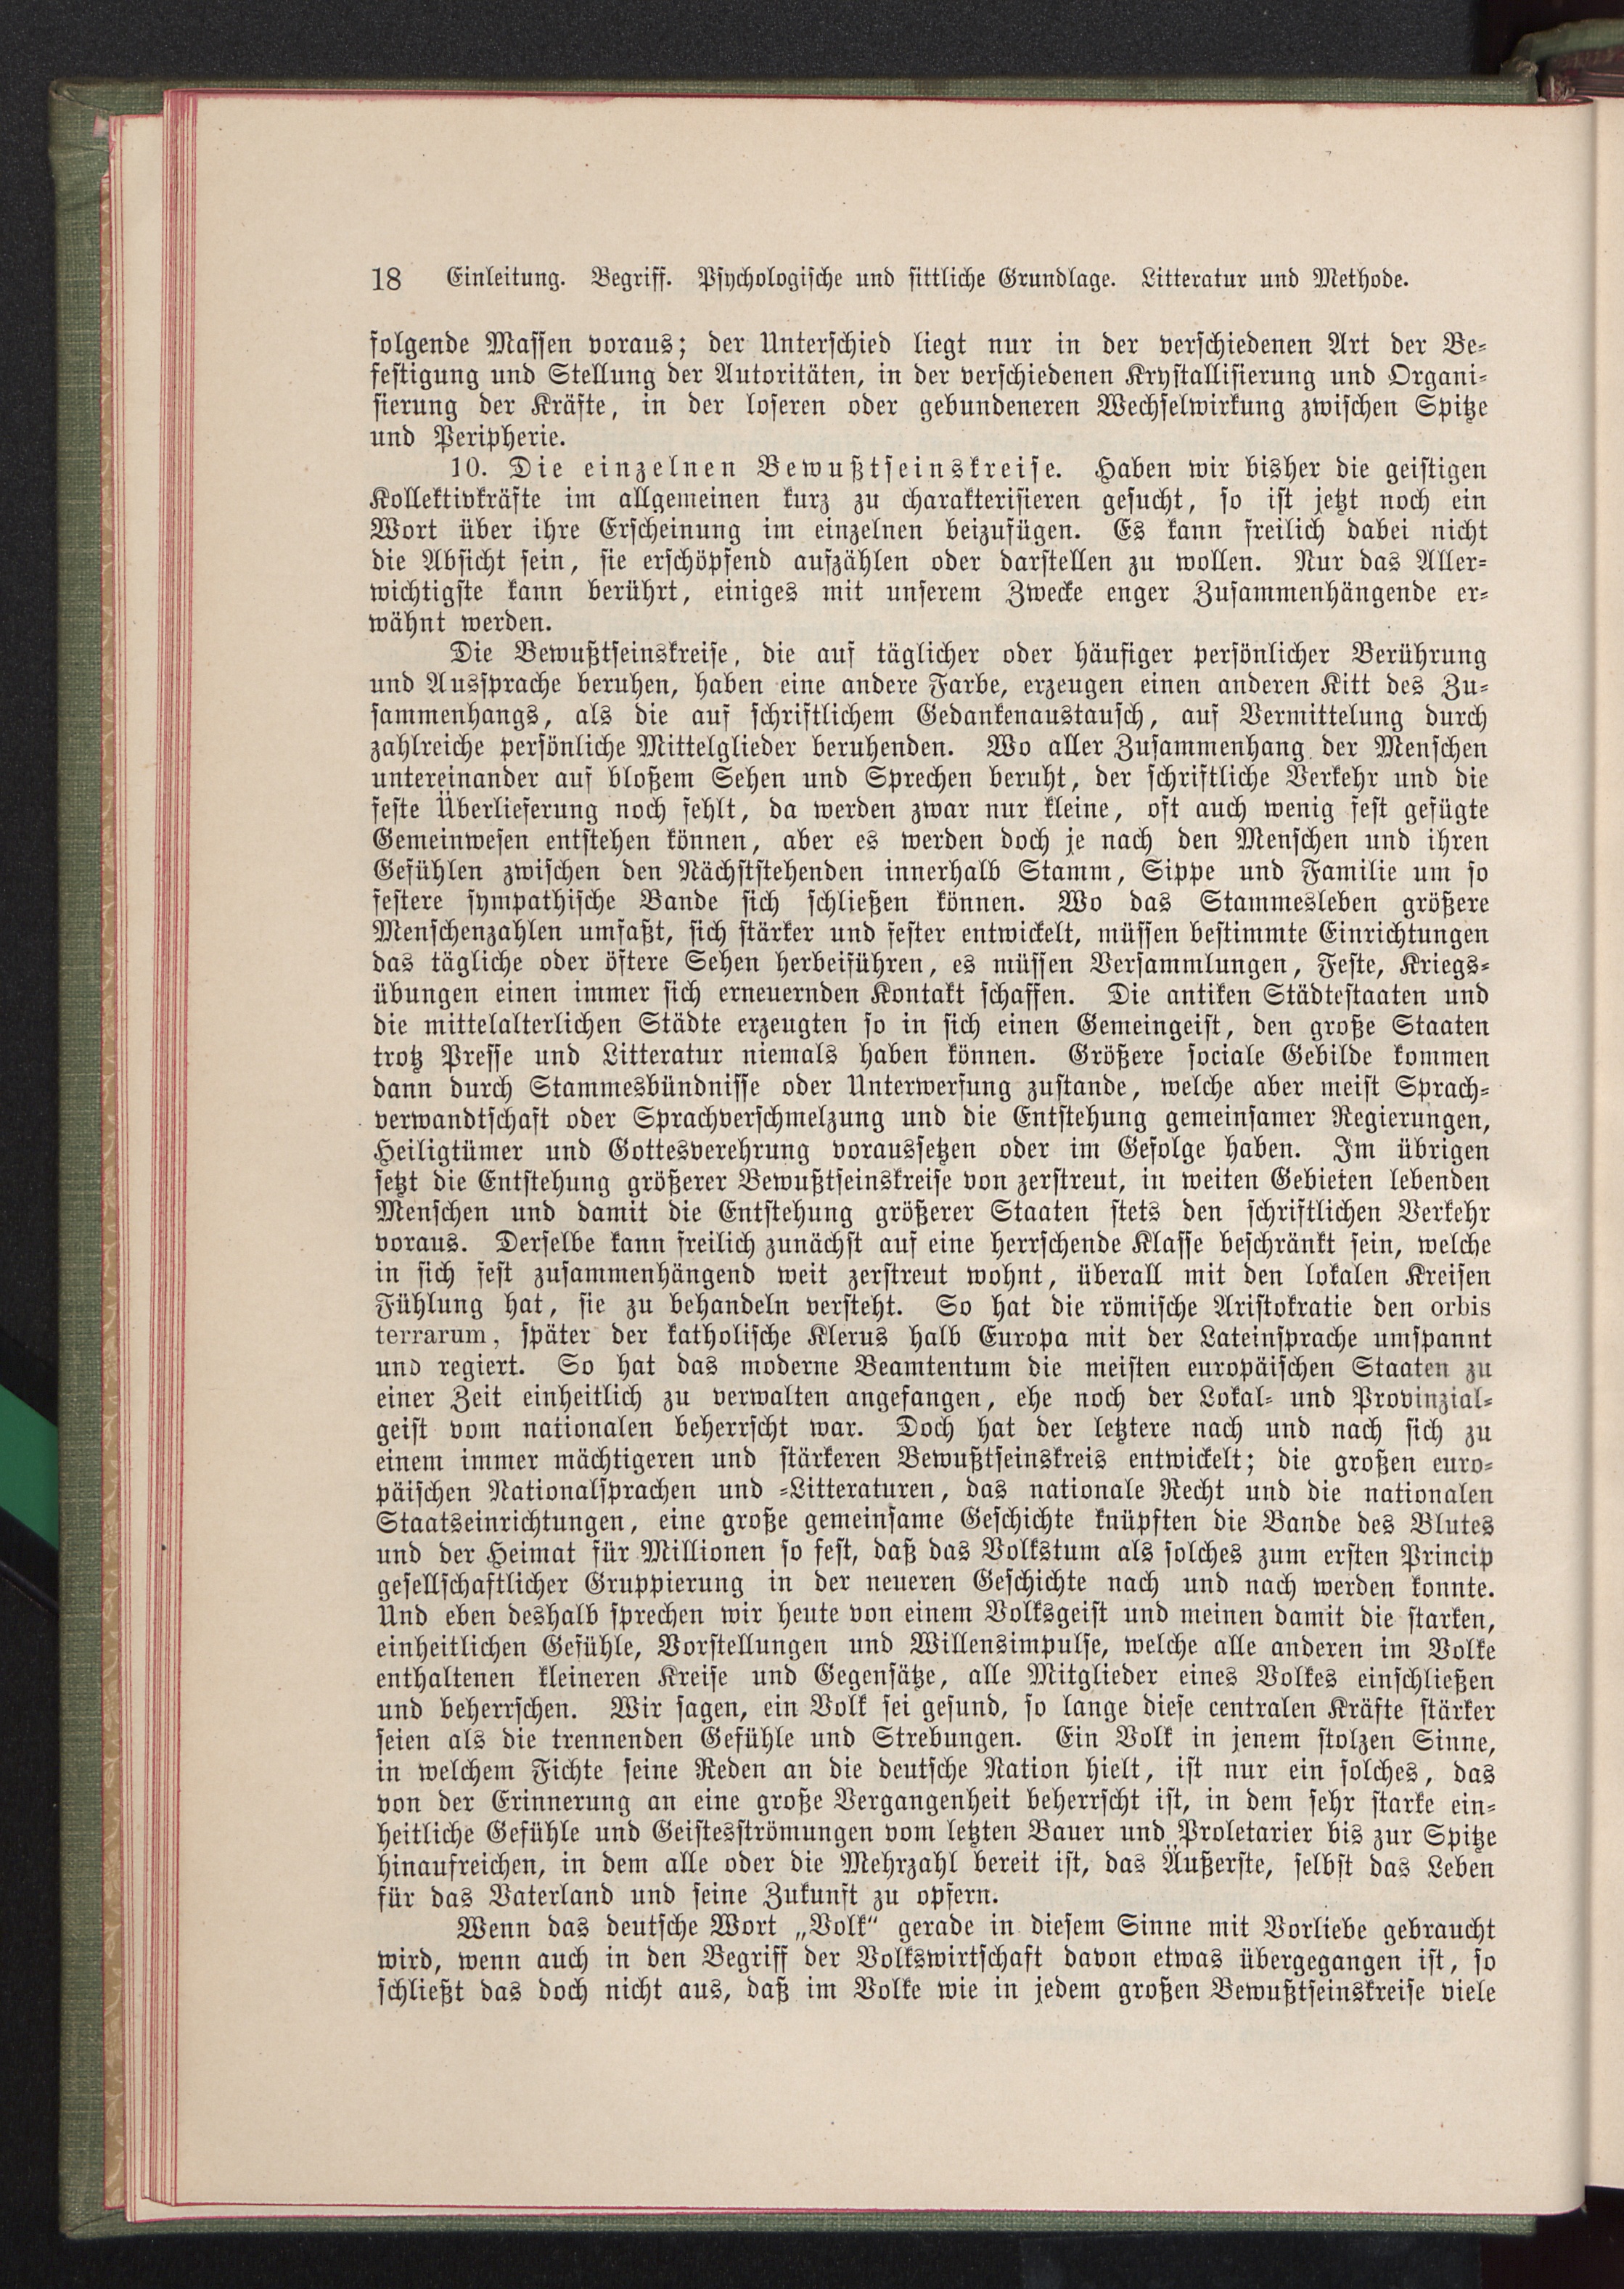 18 Einleitung. Begriff. Psychologische und sittliche Grundlage. Litteratur und Methode.
folgende Massen voraus; der Unterschied liegt nur in der verschiedenen Art der Be-
festigung und Stellung der Autoritäten, in der verschiedenen Krystallisierung und Organi-
sierung der Kräfte, in der loseren oder gebundeneren Wechselwirkung zwischen Spitze
und Peripherie.
10. Die einzelnen Bewußtseinskreise. Haben wir bisher die geistigen
Kollektivkräfte im allgemeinen kurz zu charakterisieren gesucht, so ist jetzt noch ein
Wort über ihre Erscheinung im einzelnen beizufügen. Es kann freilich dabei nicht
die Absicht sein, sie erschöpfend aufzählen oder darstellen zu wollen. Nur das Aller-
wichtigste kann berührt, einiges mit unserem Zwecke enger Zusammenhängende er-
wähnt werden.
Die Bewußtseinskreise, die auf täglicher oder häufiger persönlicher Berührung
und Aussprache beruhen, haben eine andere Farbe, erzeugen einen anderen Kitt des Zu-
sammenhangs, als die auf schriftlichem Gedankenaustausch, auf Vermittelung durch
zahlreiche persönliche Mittelglieder beruhenden. Wo aller Zusammenhang der Menschen
untereinander auf bloßem Sehen und Sprechen beruht, der schriftliche Verkehr und die
feste Überlieferung noch fehlt, da werden zwar nur kleine, oft auch wenig fest gefügte
Gemeinwesen entstehen können, aber es werden doch je nach den Menschen und ihren
Gefühlen zwischen den Nächststehenden innerhalb Stamm, Sippe und Familie um so
festere sympathische Bande sich schließen können. Wo das Stammesleben größere
Menschenzahlen umfaßt, sich stärker und fester entwickelt, müssen bestimmte Einrichtungen
das tägliche oder öftere Sehen herbeiführen, es müssen Versammlungen, Feste, Kriegs-
übungen einen immer sich erneuernden Kontakt schaffen. Die antiken Städtestaaten und
die mittelalterlichen Städte erzeugten so in sich einen Gemeingeist, den große Staaten
trotz Presse und Litteratur niemals haben können. Größere sociale Gebilde kommen
dann durch Stammesbündnisse oder Unterwerfung zustande, welche aber meist Sprach-
verwandtschaft oder Sprachverschmelzung und die Entstehung gemeinsamer Regierungen,
Heiligtümer und Gottesverehrung voraussetzen oder im Gefolge haben. Im übrigen
setzt die Entstehung größerer Bewußtseinskreise von zerstreut, in weiten Gebieten lebenden
Menschen und damit die Entstehung größerer Staaten stets den schriftlichen Verkehr
voraus. Derselbe kann freilich zunächst auf eine herrschende Klasse beschränkt sein, welche
in sich fest zusammenhängend weit zerstreut wohnt, überall mit den lokalen Kreisen
Fühlung hat, sie zu behandeln versteht. So hat die römische Aristokratie den orbis
terrarum, später der katholische Klerus halb Europa mit der Lateinsprache umspannt
und regiert. So hat das moderne Beamtentum die meisten europäischen Staaten zu
einer Zeit einheitlich zu verwalten angefangen, ehe noch der Lokal- und Provinzial-
geist vom nationalen beherrscht war. Doch hat der letztere nach und nach sich zu
einem immer mächtigeren und stärkeren Bewußtseinskreis entwickelt; die großen euro-
päischen Nationalsprachen und -Litteraturen, das nationale Recht und die nationalen
Staatseinrichtungen, eine große gemeinsame Geschichte knüpften die Bande des Blutes
und der Heimat für Millionen so fest, daß das Volkstum als solches zum ersten Princip
gesellschaftlicher Gruppierung in der neueren Geschichte nach und nach werden konnte.
Und eben deshalb sprechen wir heute von einem Volksgeist und meinen damit die starken,
einheitlichen Gefühle, Vorstellungen und Willensimpulse, welche alle anderen im Volke
enthaltenen kleineren Kreise und Gegensätze, alle Mitglieder eines Volkes einschließen
und beherrschen. Wir sagen, ein Volk sei gesund, so lange diese centralen Kräfte stärker
seien als die trennenden Gefühle und Strebungen. Ein Volk in jenem stolzen Sinne,
in welchem Fichte seine Reden an die deutsche Nation hielt, ist nur ein solches, das
von der Erinnerung an eine große Vergangenheit beherrscht ist, in dem sehr starke ein-
heitliche Gefühle und Geistesströmungen vom letzten Bauer und Proletarier bis zur Spitze
hinaufreichen, in dem alle oder die Mehrzahl bereit ist, das Äußerste, selbst das Leben
für das Vaterland und seine Zukunft zu opfern.
Wenn das deutsche Wort „Volk“ gerade in diesem Sinne mit Vorliebe gebraucht
wird, wenn auch in den Begriff der Volkswirtschaft davon etwas übergegangen ist, so
schließt das doch nicht aus, daß im Volke wie in jedem großen Bewußtseinskreise viele